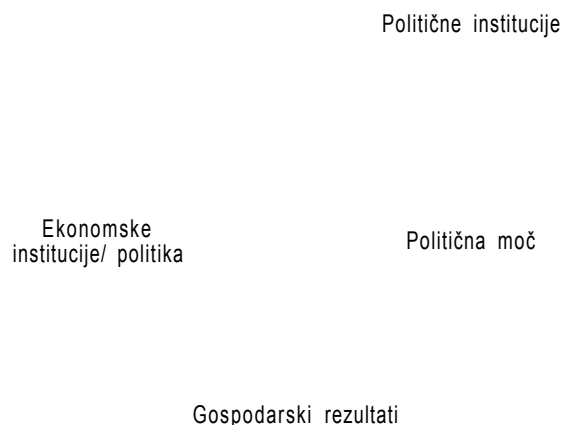 Politične institucije
Ekonomske
institucije/ politika
Politična moč
Gospodarski rezultati